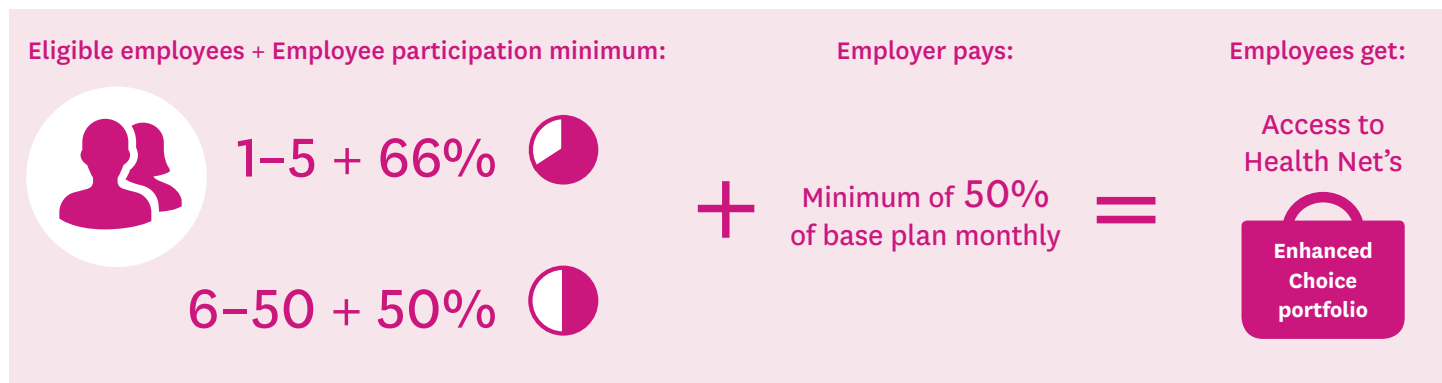 Eligible employees + Employee participation minimum:
1–5 + 66%
6–50 + 50%
+
Employer pays:
Minimum of 50%
of base plan monthly
=
Employees get:
Access to
Health Net’s
Enhanced
Choice
portfolio